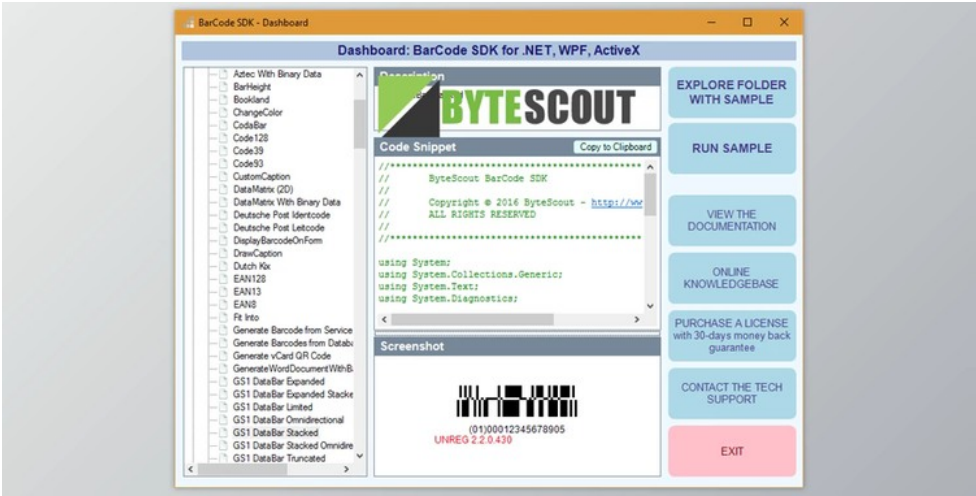 BarCode SDK - Dashboard
Dashboard: BarCode SDK for .NET, WPF, ActiveX
Aztec With Binary Data
BarHeight
Bookland
ChangeColor
CodaBar
Code128
Code39
Code93
CustomCaption
DataMatrix (2D)
DataMatrix With Binary Data
Deutsche Post Identcode
Deutsche Post Leitcode
DisplayBarcodeOnForm
DrawCaption
Dutch Kix
EAN128
EAN13
EAN8
Fit Into
Generate Barcode from Service
Generate Barcodes from Databa
Generate vCard QR Code
GenerateWordDocumentWithB
GS1 DataBar Expanded
GS1 DataBar Expanded Stacke
GS1 DataBar Limited
GS1 DataBar Omnidirectional
GS1 DataBar Stacked
GS1 DataBar Stacked Omnidire
GS1 DataBar Truncated
Description
BYTESCOUT
Code Snippet
Copy to Clipboard
//******************************************
// ByteScout BarCode SDK
//
// Copyright © 2016 ByteScout - http://ww
// ALL RIGHTS RESERVED
//
//******************************************
using System;
using System.Collections.Generic;
using System.Text;
using System.Diagnostics;
Screenshot
(01)00012345678905
UNREG 2.2.0.430
EXPLORE FOLDER
WITH SAMPLE
RUN SAMPLE
VIEW THE
DOCUMENTATION
ONLINE
KNOWLEDGEBASE
PURCHASE A LICENSE
with 30-days money back
guarantee
CONTACT THE TECH
SUPPORT
EXIT